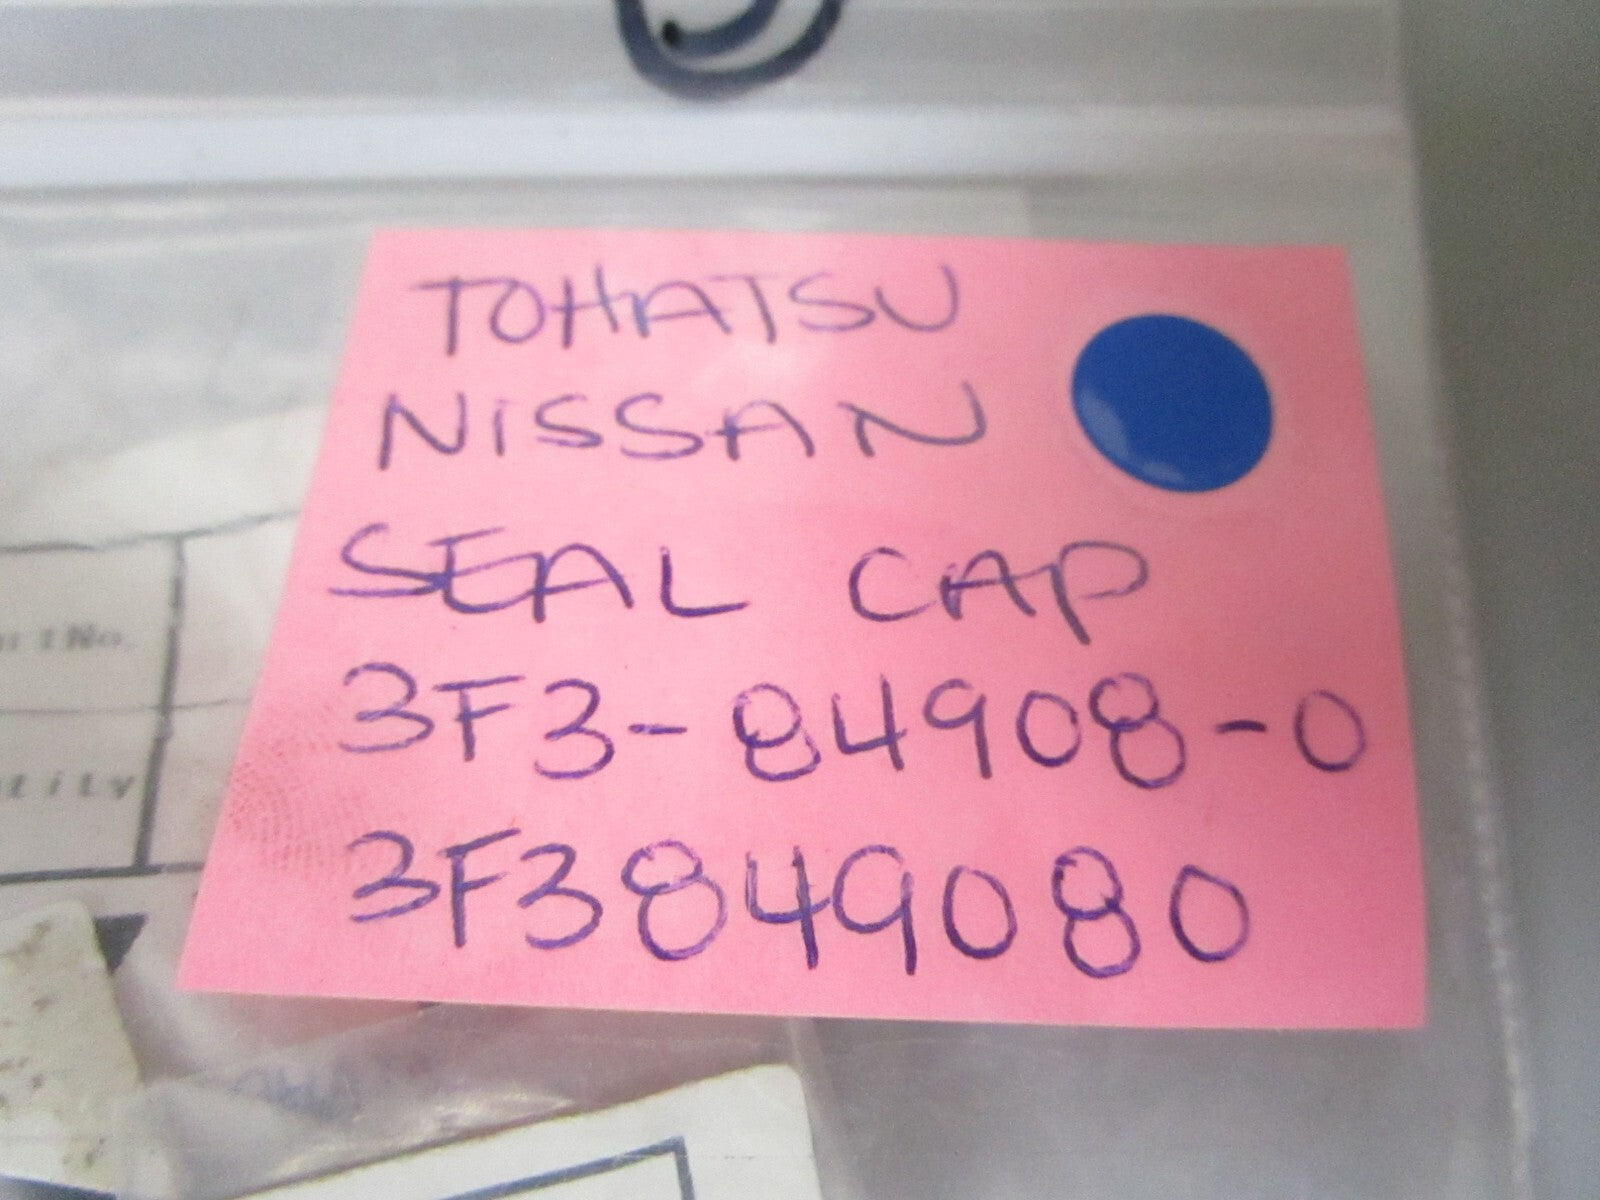 TOHATSU
NISSAN
SEAL CAP
3F3-84908-0
3F3849080